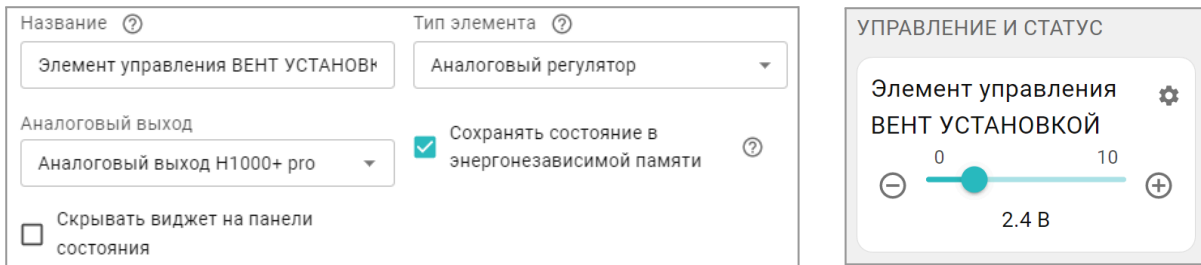 Название
Тип элемента
Элемент управления ВЕНТ УСТАНОВК
Аналоговый регулятор
Аналоговый выход
Аналоговый выход H1000+ pro
Сохранять состояние в
энергонезависимой памяти
Скрывать виджет на панели
состояния
УПРАВЛЕНИЕ И СТАТУС
Элемент управления
ВЕНТ УСТАНОВКОЙ
0 10
2.4 В